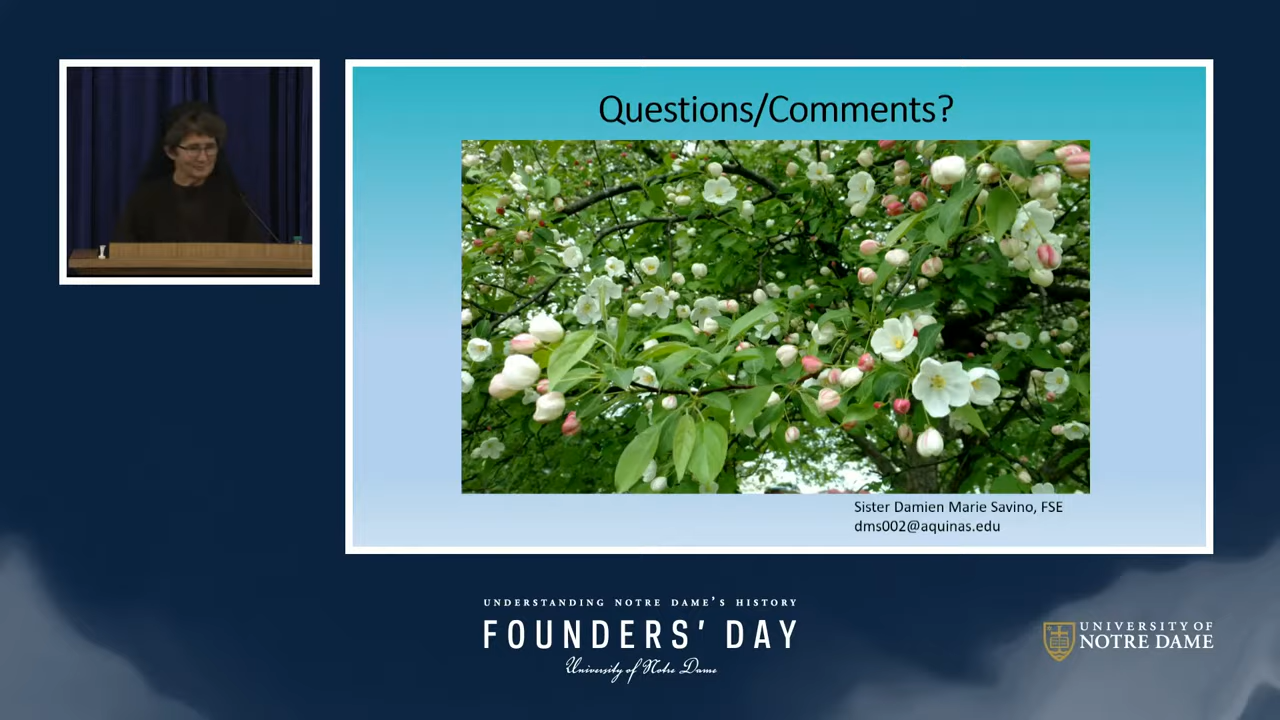 Questions/Comments?
Sister Damien Marie Savino, FSE
dms002@aquinas.edu
UNDERSTANDING NOTRE DAME'S HISTORY
FOUNDERS' DAY
University of Notre Dame
UNIVERSITY OF
NOTRE DAME